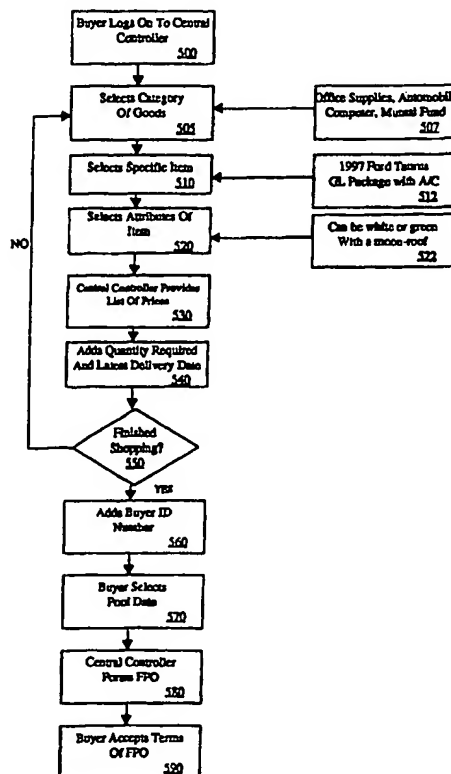 Buyer Logs On To Central
Controller
500
Selects Category
Of Goods
505
Office Supplies, Automobil
Computer, Mutual Fund
507
Selects Specific Item
510
1997 Ford Taurus
GL Package with A/C
512
Selects Attributes Of
Item
520
Can be white or green
With a moon-roof
522
NO
Central Controller Provides
List Of Prices
530
Adds Quantity Required
And Latest Delivery Date
540
Finished
Shopping?
550
YES
Adds Buyer ID
Number
560
Buyer Selects
Pool Date
570
Central Controller
Forms FPO
580
Buyer Accepts Terms
Of FPO
590